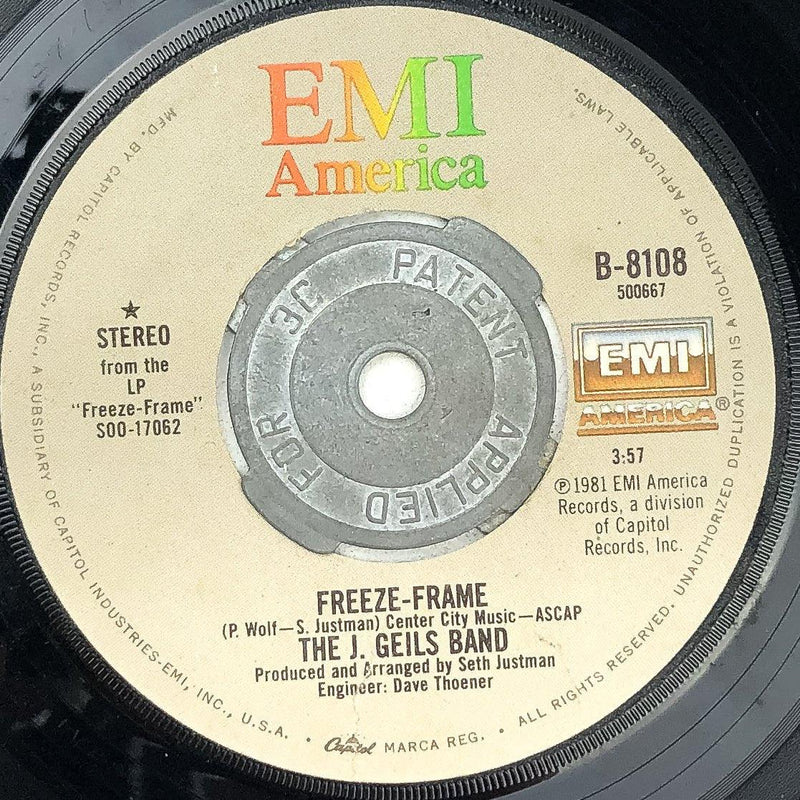 EMI
America
B-8108
500667
★
STEREO
from the
LP
"Freeze-Frame"
SOO-17062
PATENT APPLIED FOR 3C
EMI
AMERICA®
3:57
℗1981 EMI America
Records, a division
of Capitol
Records, Inc.
FREEZE-FRAME
(P. Wolf—S. Justman) Center City Music—ASCAP
THE J. GEILS BAND
Produced and Arranged by Seth Justman
Engineer: Dave Thoener
MFD. BY CAPITOL RECORDS, INC., A SUBSIDIARY OF CAPITOL INDUSTRIES-EMI, INC., U.S.A. • Capitol MARCA REG. • ALL RIGHTS RESERVED. UNAUTHORIZED DUPLICATION IS A VIOLATION OF APPLICABLE LAWS.